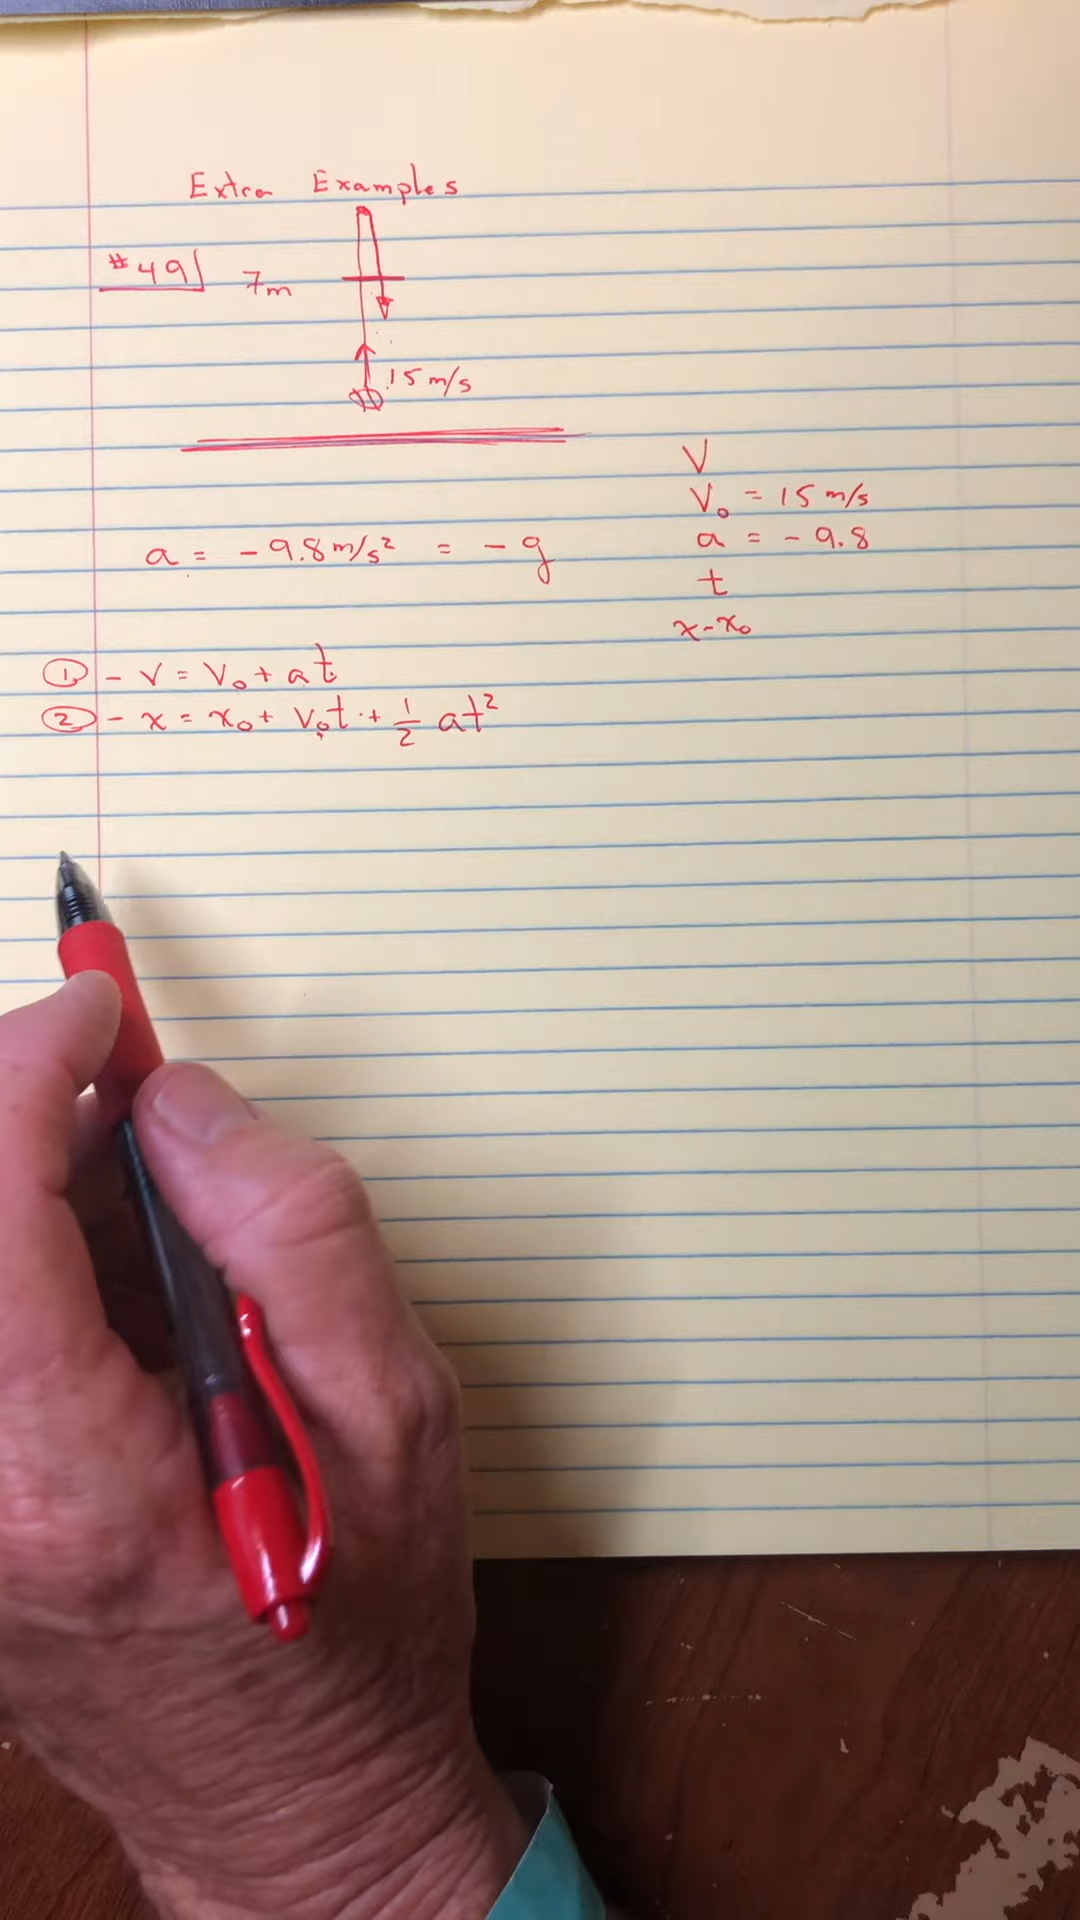 Extra Examples
#49
7m
15 m/s
V
V₀ = 15 m/s
a = -9.8
t
x-x₀
a = -9.8 m/s² = -g
① - v = v₀ + at
② - x = x₀ + v₀t + 1/2 at²